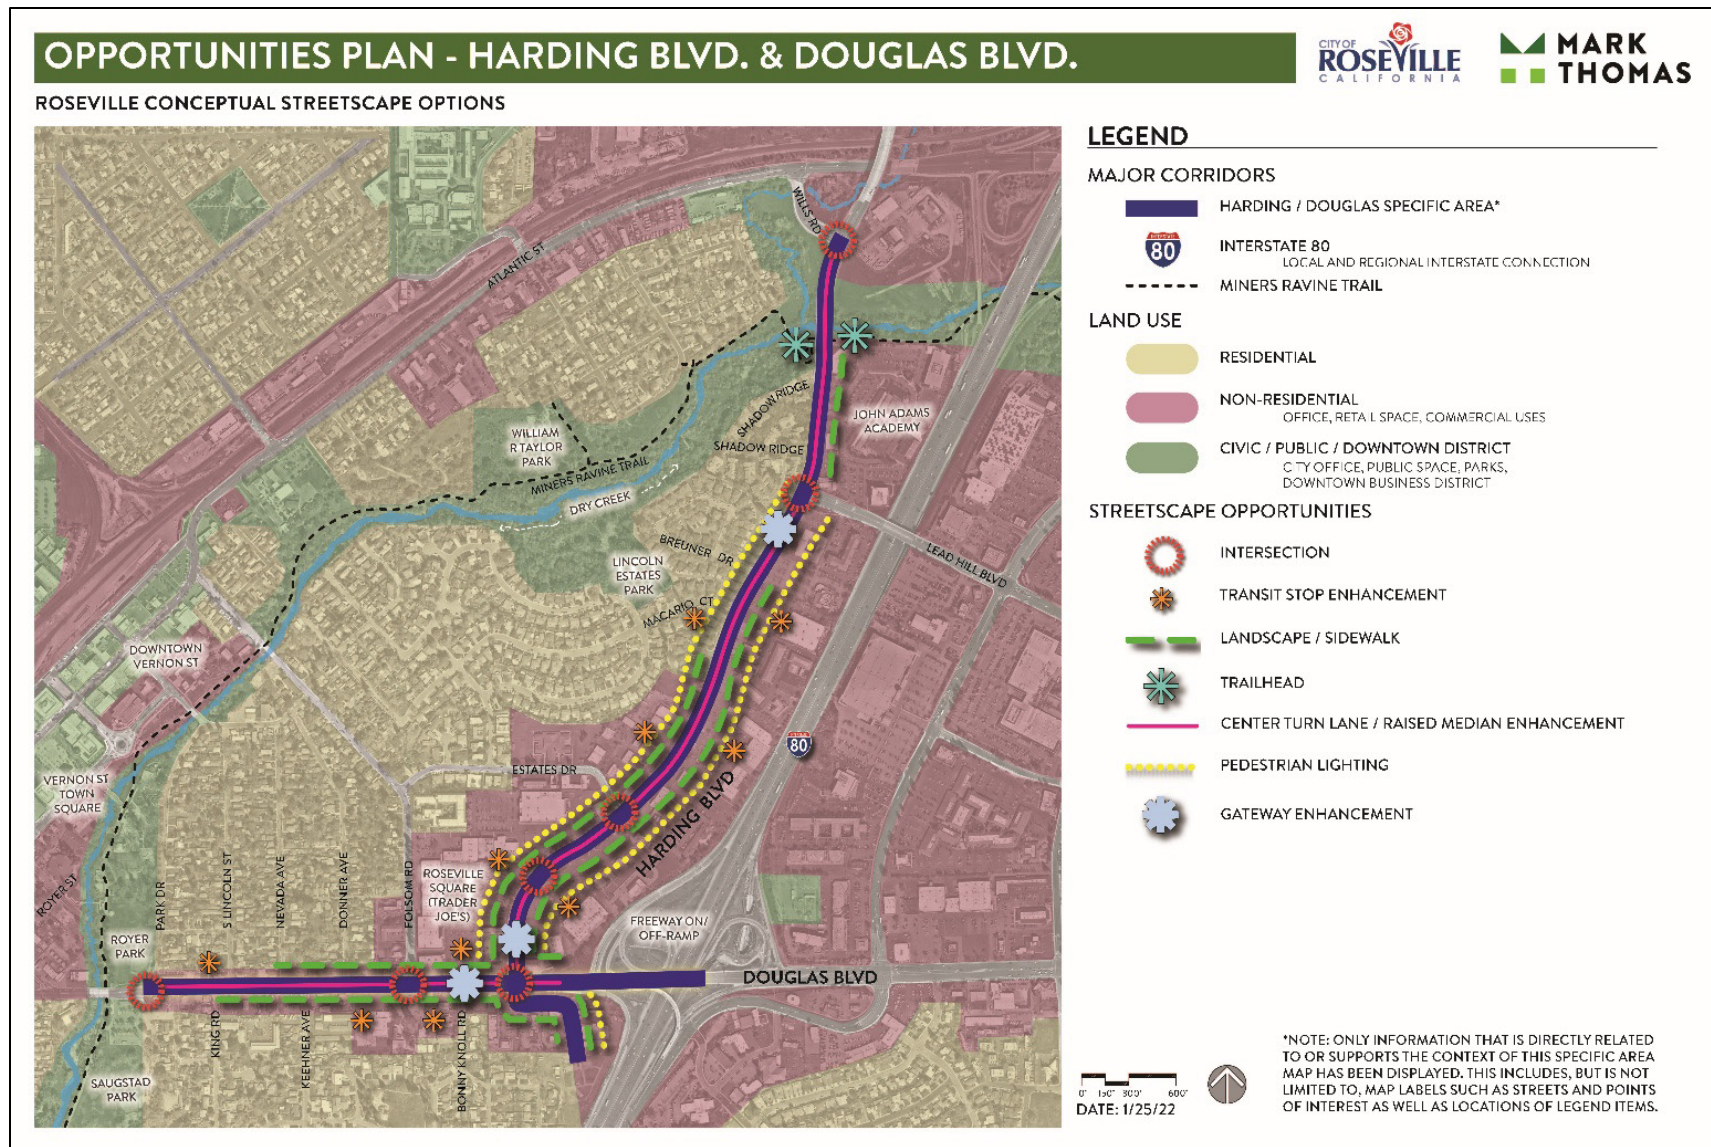 OPPORTUNITIES PLAN - HARDING BLVD. & DOUGLAS BLVD.
CITY OF
ROSEVILLE
CALIFORNIA
MARK
THOMAS
ROSEVILLE CONCEPTUAL STREETSCAPE OPTIONS
WILLS RD
ATLANTIC ST
SHADOW RIDGE
SHADOW RIDGE
JOHN ADAMS
ACADEMY
WILLIAM
R TAYLOR
PARK
MINERS RAVINE TRAIL
DRY CREEK
BREUNER DR
LINCOLN
ESTATES
PARK
MACARIO CT
LEAD HILL BLVD
DOWNTOWN
VERNON ST
80
VERNON ST
TOWN
SQUARE
ESTATES DR
HARDING BLVD
ROYER ST
PARK DR
S LINCOLN ST
NEVADA AVE
DONNER AVE
FOLSOM RD
ROSEVILLE
SQUARE
(TRADER
JOE'S)
FREEWAY ON/
OFF-RAMP
ROYER
PARK
DOUGLAS BLVD
KING RD
KEEHNER AVE
BONNY KNOLL RD
SAUGSTAD
PARK
LEGEND
MAJOR CORRIDORS
HARDING / DOUGLAS SPECIFIC AREA*
80
INTERSTATE 80
LOCAL AND REGIONAL INTERSTATE CONNECTION
MINERS RAVINE TRAIL
LAND USE
RESIDENTIAL
NON-RESIDENTIAL
OFFICE, RETAIL SPACE, COMMERCIAL USES
CIVIC / PUBLIC / DOWNTOWN DISTRICT
CITY OFFICE, PUBLIC SPACE, PARKS,
DOWNTOWN BUSINESS DISTRICT
STREETSCAPE OPPORTUNITIES
INTERSECTION
TRANSIT STOP ENHANCEMENT
LANDSCAPE / SIDEWALK
TRAILHEAD
CENTER TURN LANE / RAISED MEDIAN ENHANCEMENT
PEDESTRIAN LIGHTING
GATEWAY ENHANCEMENT
0' 150' 300' 600'
DATE: 1/25/22
*NOTE: ONLY INFORMATION THAT IS DIRECTLY RELATED
TO OR SUPPORTS THE CONTEXT OF THIS SPECIFIC AREA
MAP HAS BEEN DISPLAYED. THIS INCLUDES, BUT IS NOT
LIMITED TO, MAP LABELS SUCH AS STREETS AND POINTS
OF INTEREST AS WELL AS LOCATIONS OF LEGEND ITEMS.